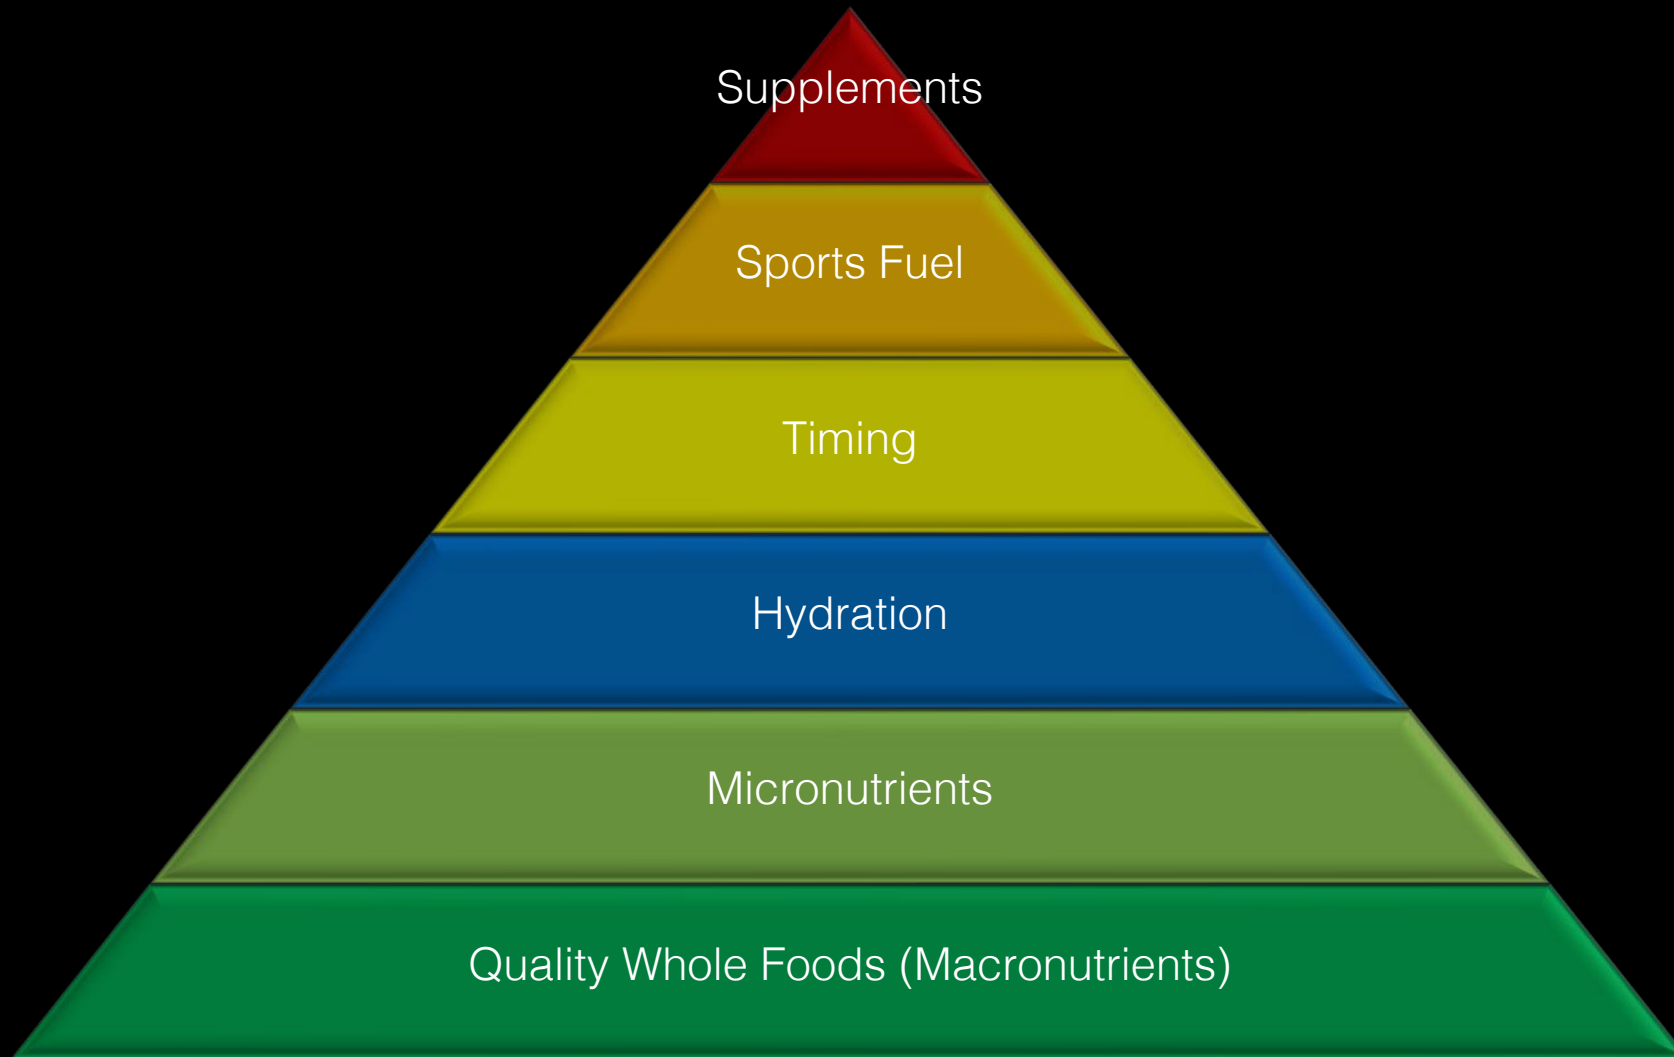 Supplements
Sports Fuel
Timing
Hydration
Micronutrients
Quality Whole Foods (Macronutrients)